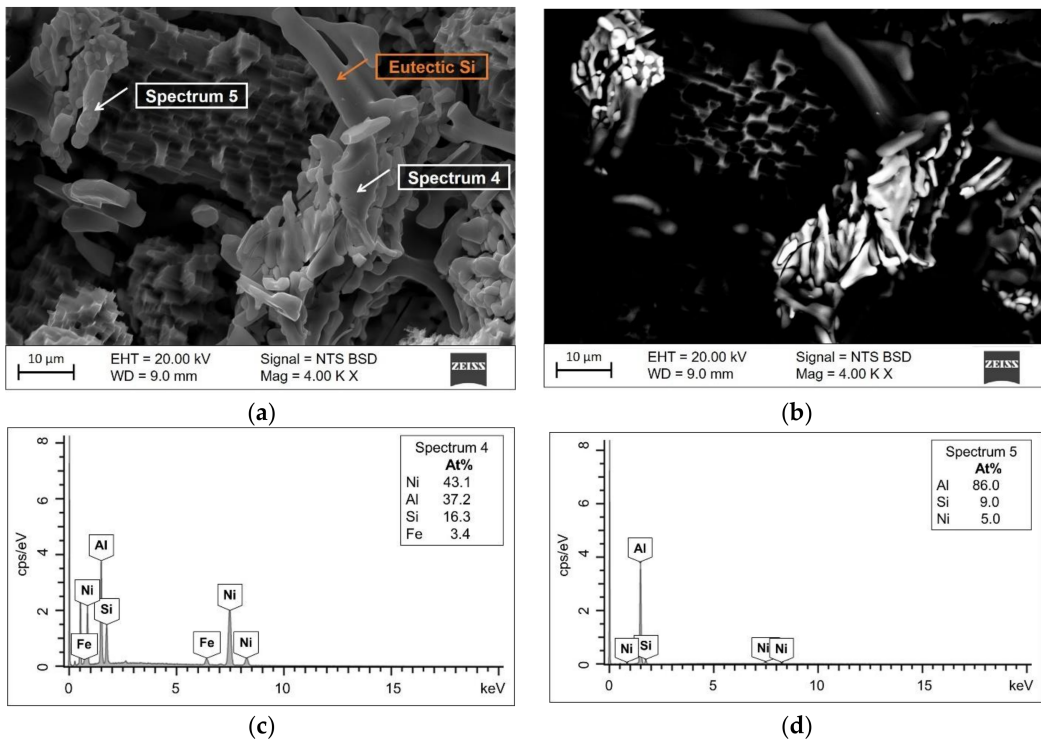 Eutectic Si
Spectrum 5
Spectrum 4
10 µm
EHT = 20.00 kV
WD = 9.0 mm
Signal = NTS BSD
Mag = 4.00 K X
ZEISS
10 µm
EHT = 20.00 kV
WD = 9.0 mm
Signal = NTS BSD
Mag = 4.00 K X
ZEISS
(a)
(b)
8
6
4
2
0
cps/eV
Spectrum 4
At%
Ni 43.1
Al 37.2
Si 16.3
Fe 3.4
Al
Ni
Si
Fe
Fe
Ni
Ni
0
5
10
15
keV
(c)
8
6
4
2
0
cps/eV
Spectrum 5
At%
Al 86.0
Si 9.0
Ni 5.0
Al
Ni
Si
Ni
Ni
0
5
10
15
keV
(d)